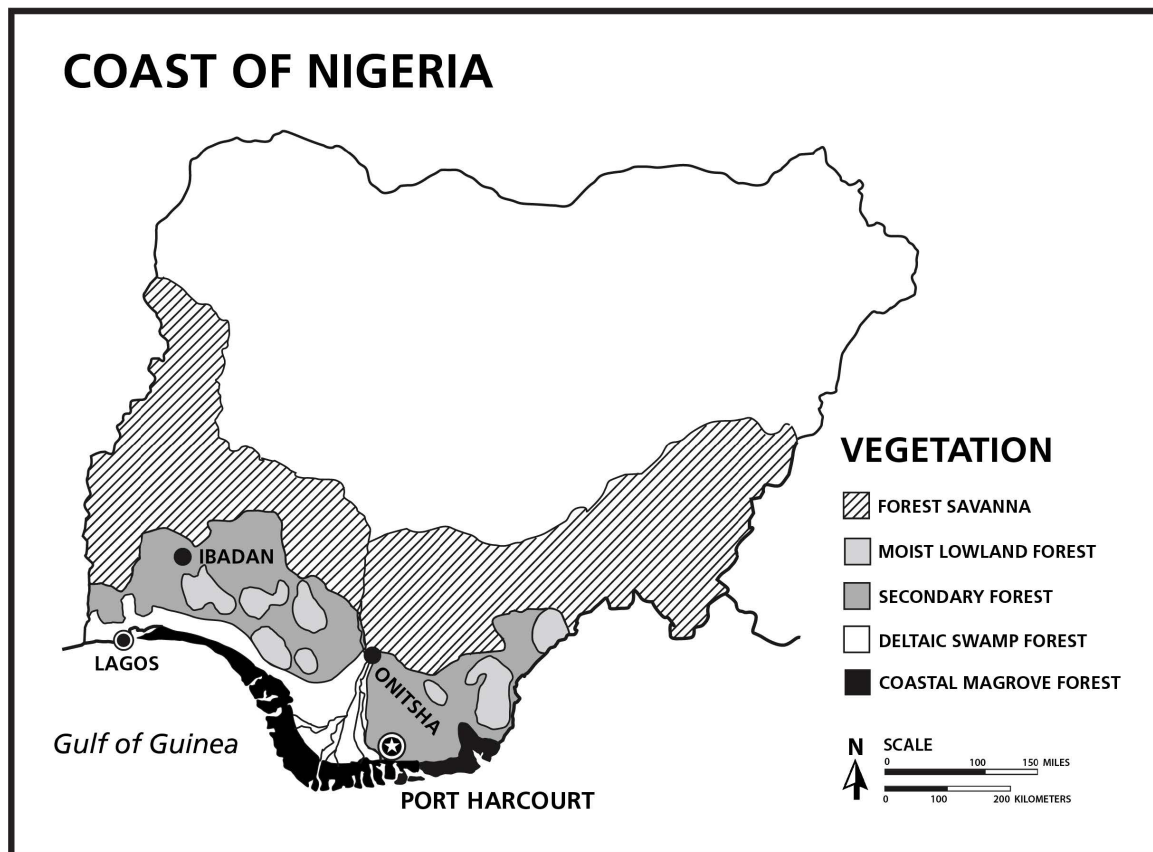 COAST OF NIGERIA
IBADAN
LAGOS
ONITSHA
Gulf of Guinea
PORT HARCOURT
VEGETATION
FOREST SAVANNA
MOIST LOWLAND FOREST
SECONDARY FOREST
DELTAIC SWAMP FOREST
COASTAL MAGROVE FOREST
N
SCALE
0 100 150 MILES
0 100 200 KILOMETERS